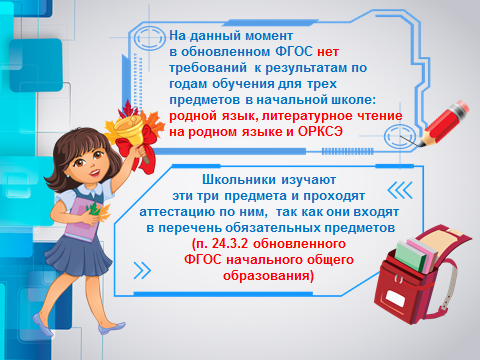 На данный момент
в обновленном ФГОС нет
требований к результатам по
годам обучения для трех
предметов в начальной школе:
родной язык, литературное чтение
на родном языке и ОРКСЭ
Школьники изучают
эти три предмета и проходят
аттестацию по ним, так как они входят
в перечень обязательных предметов
(п. 24.3.2 обновленного
ФГОС начального общего
образования)